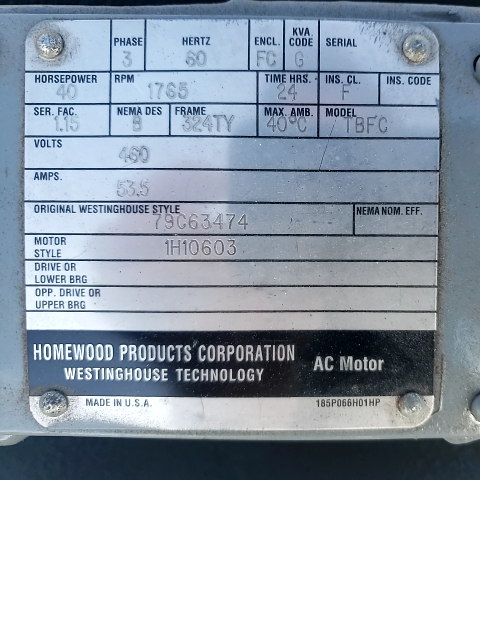 PHASE HERTZ ENCL. KVA. CODE SERIAL
3 60 FC G
HORSEPOWER RPM TIME HRS. INS. CL. INS. CODE
40 1765 24 F
SER. FAC. NEMA DES FRAME MAX. AMB. MODEL
1.15 B 324TY 40°C TBFC
VOLTS
460
AMPS.
53.5
ORIGINAL WESTINGHOUSE STYLE NEMA NOM. EFF.
79C63474
MOTOR STYLE 1H10603
DRIVE OR
LOWER BRG
OPP. DRIVE OR
UPPER BRG
HOMEWOOD PRODUCTS CORPORATION
WESTINGHOUSE TECHNOLOGY
AC Motor
MADE IN U.S.A. 185P066H01HP